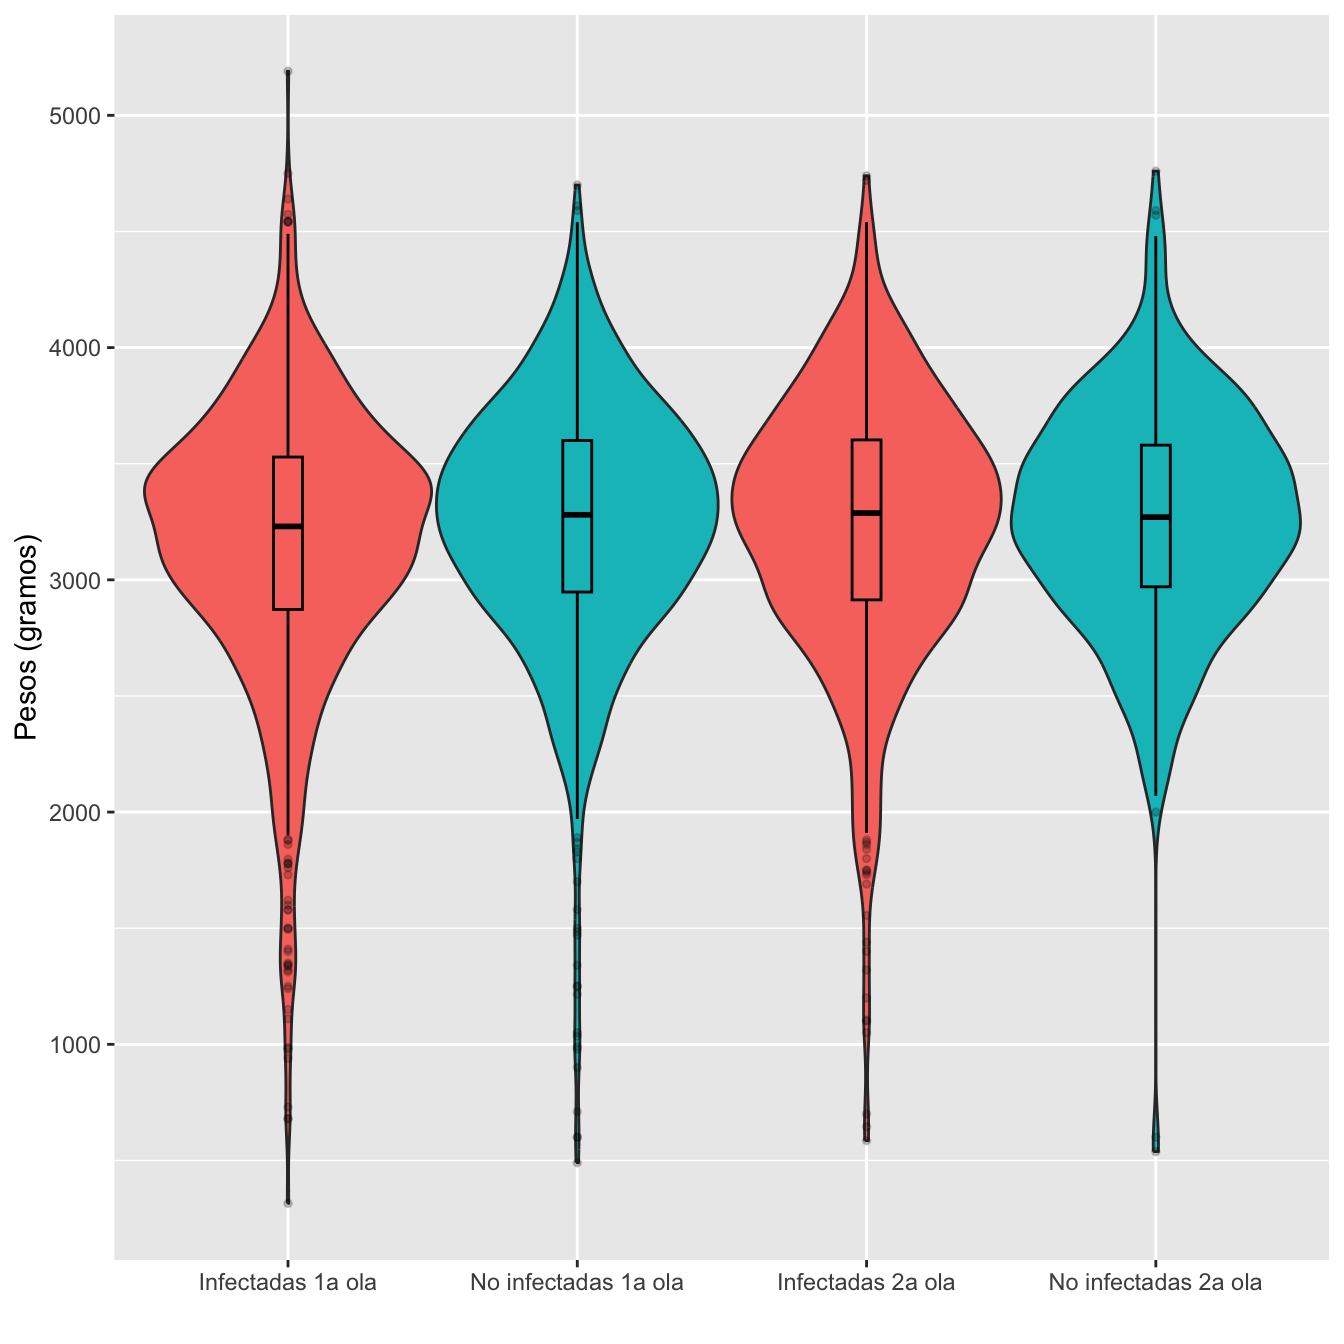 Pesos (gramos)
5000
4000
3000
2000
1000
Infectadas 1a ola
No infectadas 1a ola
Infectadas 2a ola
No infectadas 2a ola